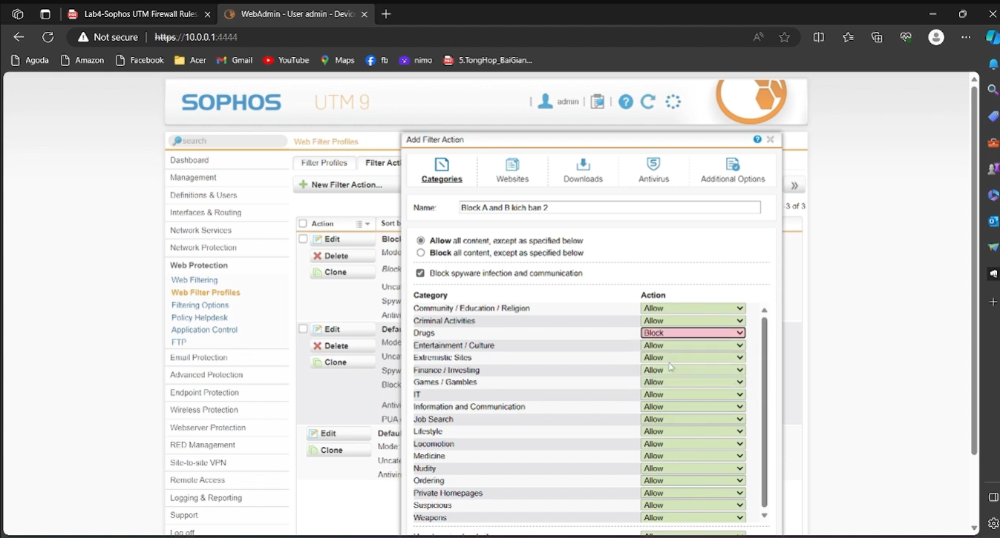 Lab4-Sophos UTM Firewall Rules
WebAdmin - User admin - Devic
Not secure
https://10.0.0.1:4444
Agoda
Amazon
Facebook
Acer
Gmail
YouTube
Maps
fb
nimo
5.TongHop_BaiGian...
SOPHOS
UTM 9
admin
search
Dashboard
Management
Definitions & Users
Interfaces & Routing
Network Services
Network Protection
Web Protection
Web Filtering
Web Filter Profiles
Filtering Options
Policy Helpdesk
Application Control
FTP
Email Protection
Advanced Protection
Endpoint Protection
Wireless Protection
Webserver Protection
RED Management
Site-to-site VPN
Remote Access
Logging & Reporting
Support
Log off
Web Filter Profiles
Filter Profiles
Filter Acti
New Filter Action...
-3 of 3
Action
Sort b
Edit
Block
Delete
Mode
Clone
Block
Uncat
Spyw
Antiv
Edit
Defau
Delete
Mode
Clone
Uncat
Spyw
Block
Antivi
PUA
Edit
Defaul
Clone
Mode:
Uncate
Antivir
Add Filter Action
Categories
Websites
Downloads
Antivirus
Additional Options
Name:
Block A and B kich ban 2
Allow all content, except as specified below
Block all content, except as specified below
Block spyware infection and communication
Category Action
Community / Education / Religion Allow
Criminal Activities Allow
Drugs Block
Entertainment / Culture Allow
Extremistic Sites Allow
Finance / Investing Allow
Games / Gambles Allow
IT Allow
Information and Communication Allow
Job Search Allow
Lifestyle Allow
Locomotion Allow
Medicine Allow
Nudity Allow
Ordering Allow
Private Homepages Allow
Suspicious Allow
Weapons Allow